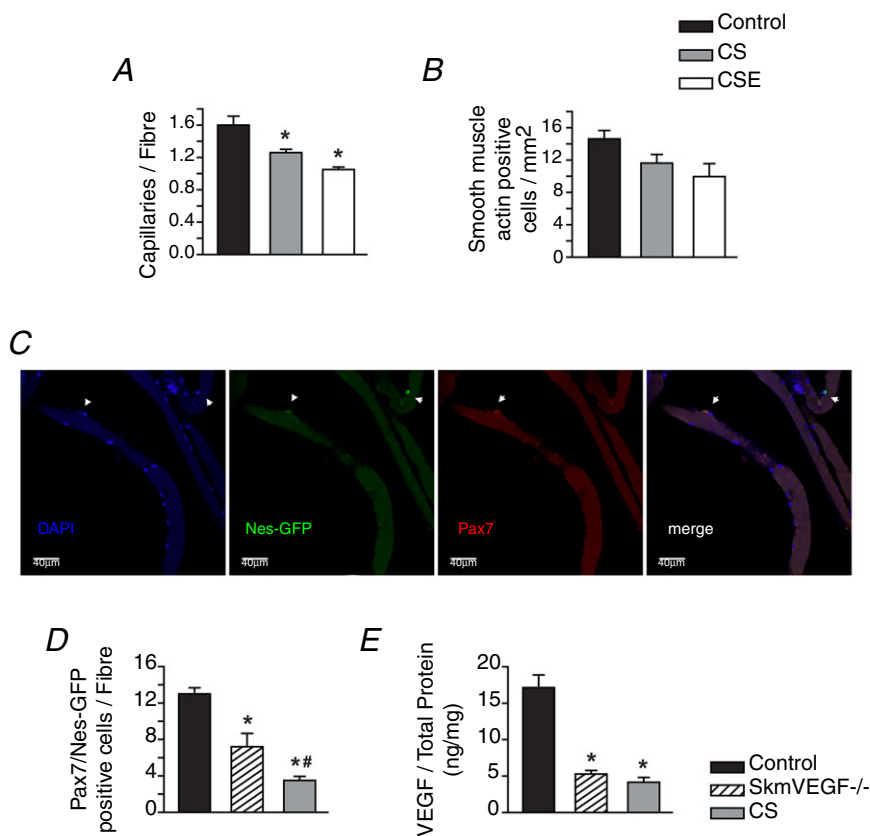 Control
CS
CSE
A
Capillaries / Fibre
1.6
1.2
0.8
0.4
0.0
*
*
B
Smooth muscle
actin positive
cells / mm2
16
12
8
4
0
C
DAPI
40µm
Nes-GFP
40µm
Pax7
40µm
merge
40µm
D
Pax7/Nes-GFP
positive cells / Fibre
16
12
8
4
0
*
*#
E
VEGF / Total Protein
(ng/mg)
20
15
10
5
0
*
*
Control
SkmVEGF-/-
CS